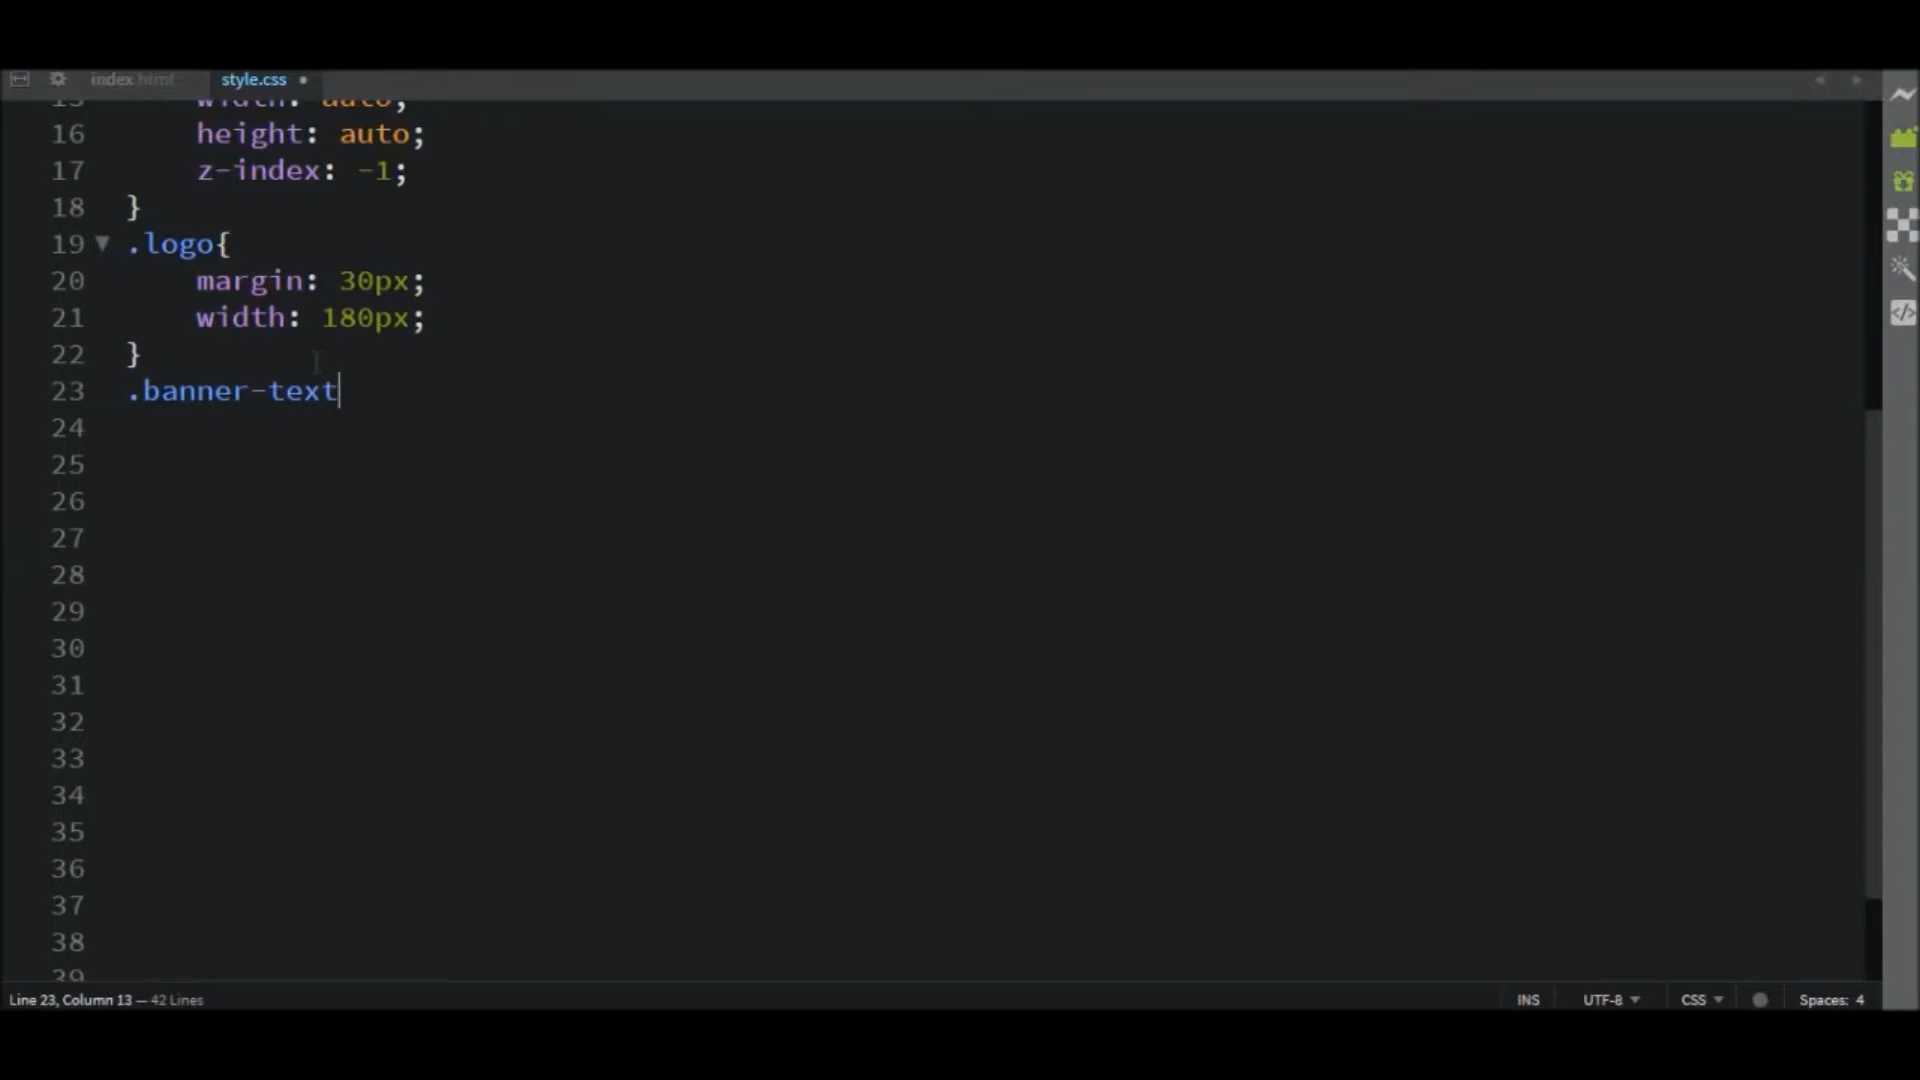 index.html style.css •
15 width: auto;
16 height: auto;
17 z-index: -1;
18 }
19 .logo{
20 margin: 30px;
21 width: 180px;
22 }
23 .banner-text
24
25
26
27
28
29
30
31
32
33
34
35
36
37
38
39
Line 23, Column 13 — 42 Lines INS UTF-8 CSS Spaces: 4